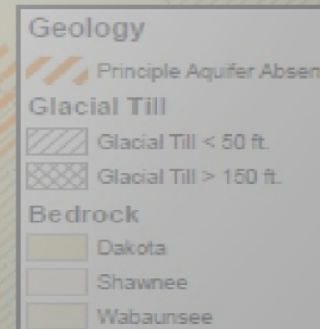 Geology
Principle Aquifer Absen
Glacial Till
Glacial Till < 50 ft.
Glacial Till > 150 ft.
Bedrock
Dakota
Shawnee
Wabaunsee